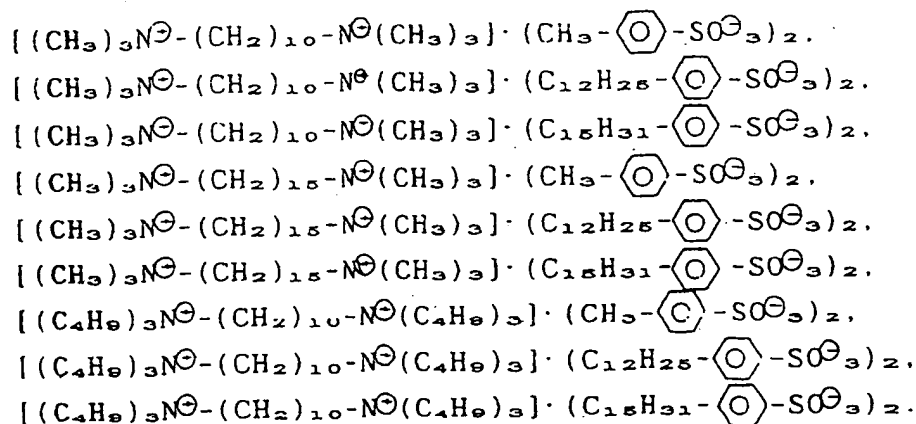 [(CH₃)₃N⊕-(CH₂)₁₀-N⊕(CH₃)₃]·(CH₃-⏣-SO⊖₃)₂,
[(CH₃)₃N⊕-(CH₂)₁₀-N⊕(CH₃)₃]·(C₁₂H₂₅-⏣-SO⊖₃)₂,
[(CH₃)₃N⊕-(CH₂)₁₀-N⊕(CH₃)₃]·(C₁₅H₃₁-⏣-SO⊖₃)₂,
[(CH₃)₃N⊕-(CH₂)₁₅-N⊕(CH₃)₃]·(CH₃-⏣-SO⊖₃)₂,
[(CH₃)₃N⊕-(CH₂)₁₅-N⊕(CH₃)₃]·(C₁₂H₂₅-⏣-SO⊖₃)₂,
[(CH₃)₃N⊕-(CH₂)₁₅-N⊕(CH₃)₃]·(C₁₅H₃₁-⏣-SO⊖₃)₂,
[(C₄H₉)₃N⊕-(CH₂)₁₀-N⊕(C₄H₉)₃]·(CH₃-⏣-SO⊖₃)₂,
[(C₄H₉)₃N⊕-(CH₂)₁₀-N⊕(C₄H₉)₃]·(C₁₂H₂₅-⏣-SO⊖₃)₂,
[(C₄H₉)₃N⊕-(CH₂)₁₀-N⊕(C₄H₉)₃]·(C₁₅H₃₁-⏣-SO⊖₃)₂.